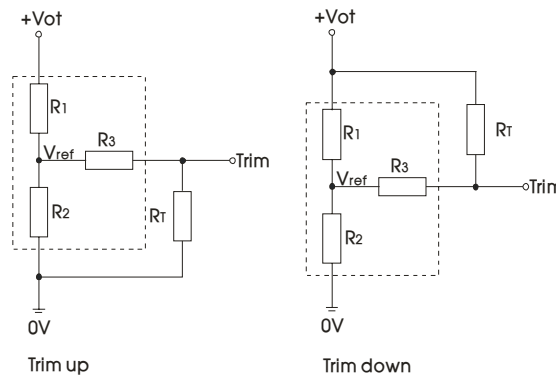 +Vot
R1
Vref
R3
Trim
R2
RT
0V
Trim up
+Vot
R1
RT
Vref
R3
Trim
R2
0V
Trim down